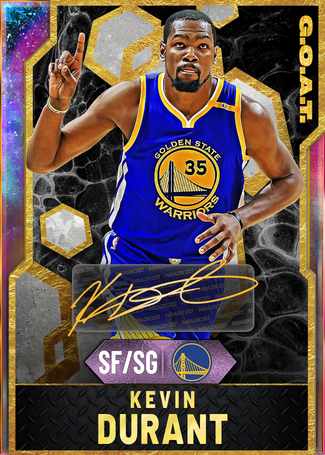 G.O.A.T.
GOLDEN STATE
35
WARRIORS
SF/SG
KEVIN
DURANT